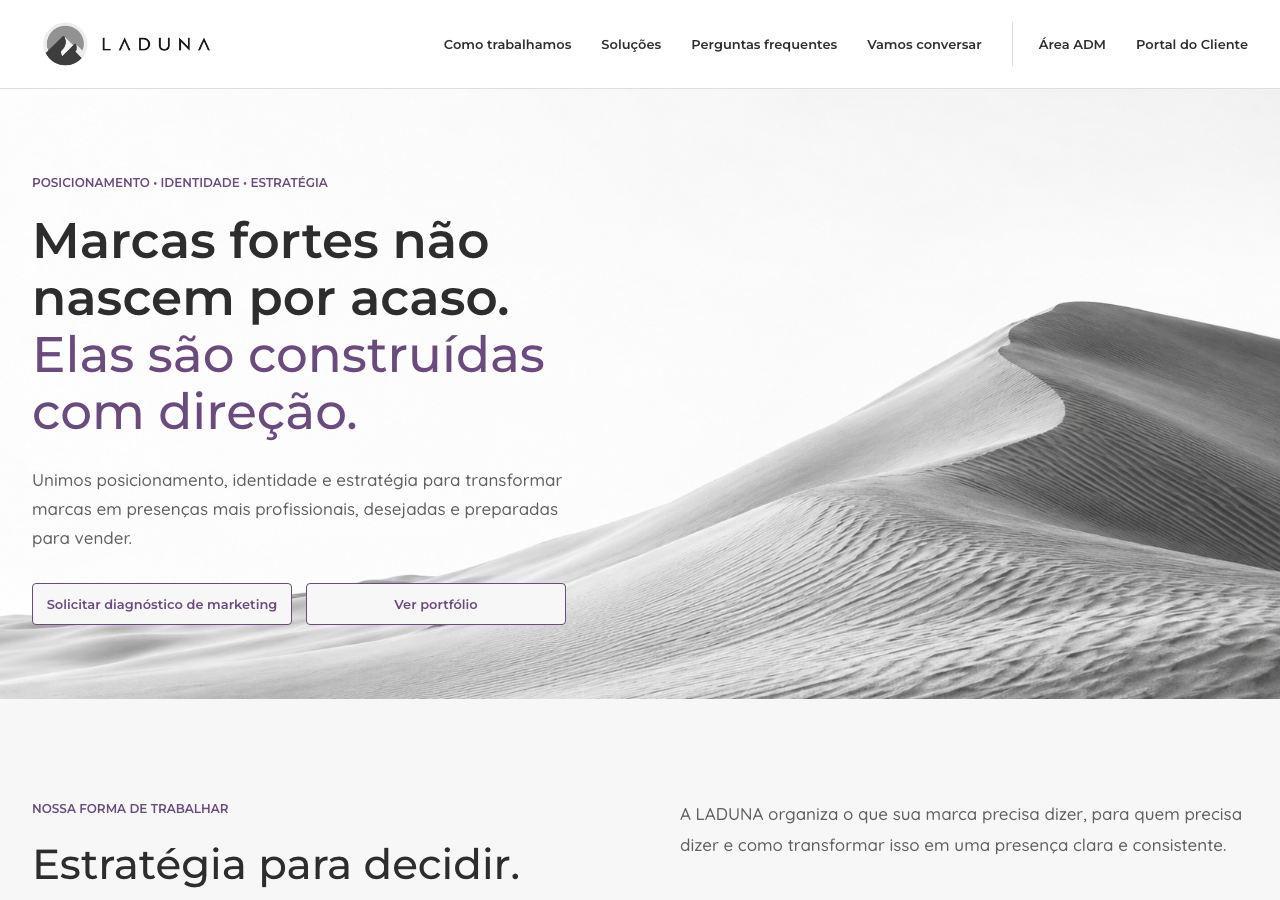 LADUNA
Como trabalhamos
Soluções
Perguntas frequentes
Vamos conversar
Área ADM
Portal do Cliente
POSICIONAMENTO • IDENTIDADE • ESTRATÉGIA
Marcas fortes não
nascem por acaso.
Elas são construídas
com direção.
Unimos posicionamento, identidade e estratégia para transformar
marcas em presenças mais profissionais, desejadas e preparadas
para vender.
Solicitar diagnóstico de marketing
Ver portfólio
NOSSA FORMA DE TRABALHAR
Estratégia para decidir.
A LADUNA organiza o que sua marca precisa dizer, para quem precisa
dizer e como transformar isso em uma presença clara e consistente.